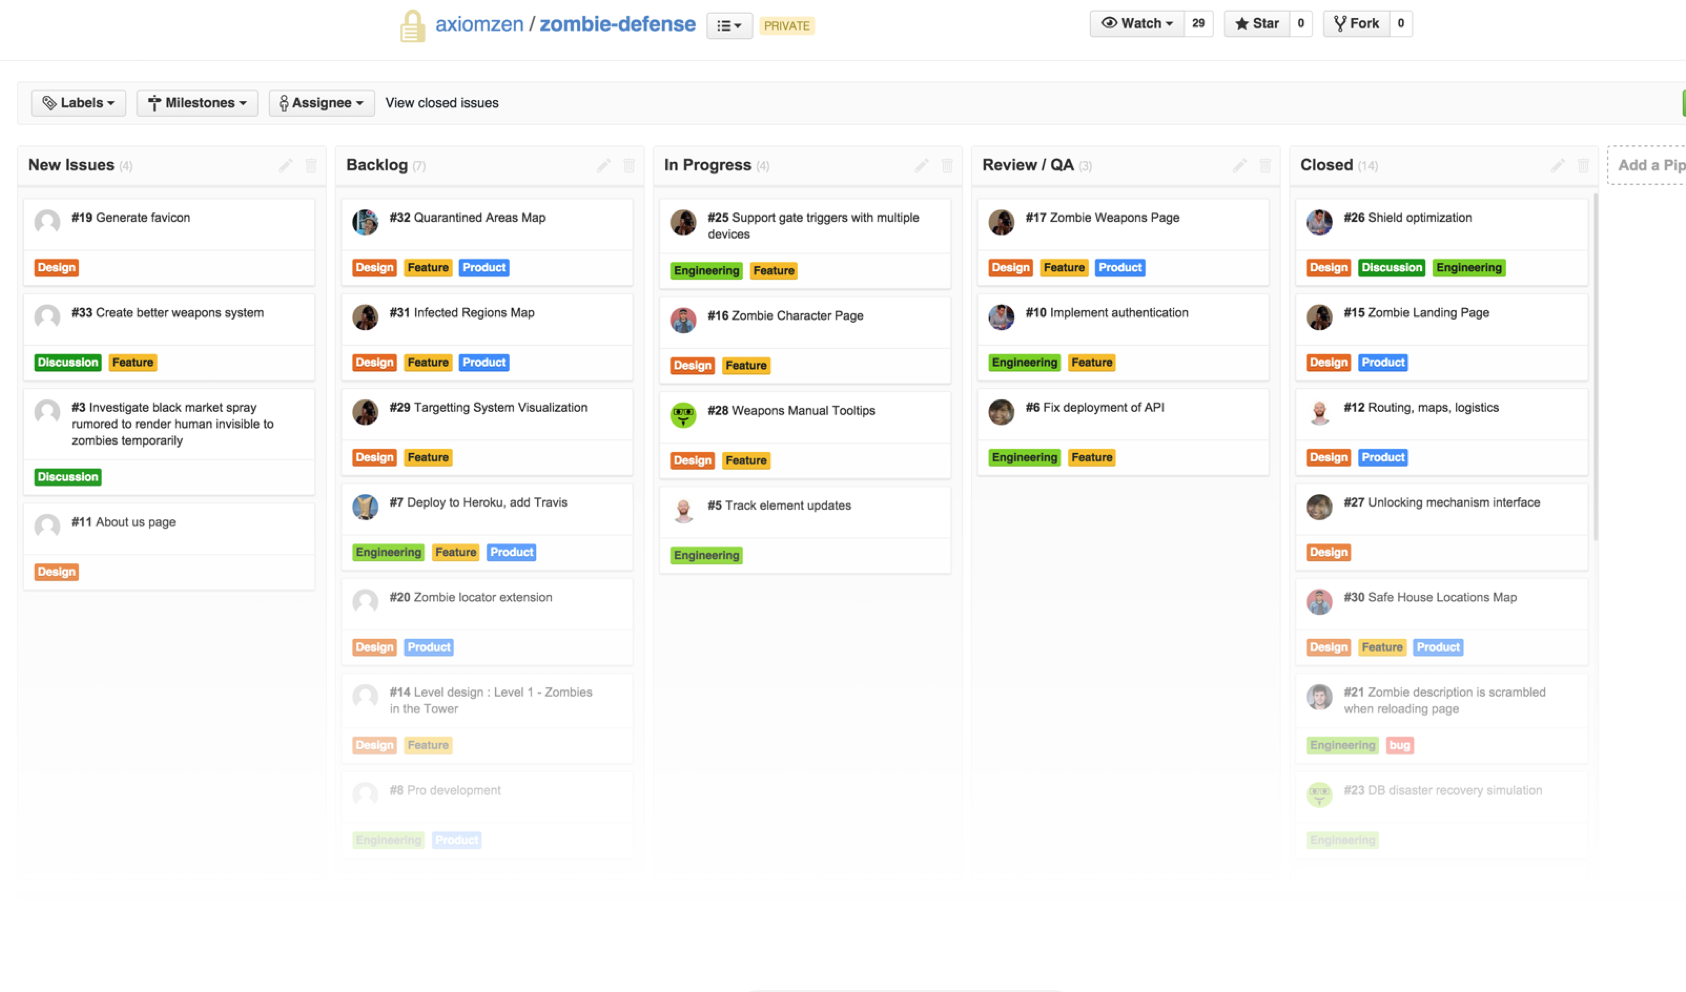 axiomzen / zombie-defense
PRIVATE
Watch 29
Star 0
Fork 0
Labels
Milestones
Assignee
View closed issues
New Issues (4)
#19 Generate favicon
Design
#33 Create better weapons system
Discussion Feature
#3 Investigate black market spray
rumored to render human invisible to
zombies temporarily
Discussion
#11 About us page
Design
Backlog (7)
#32 Quarantined Areas Map
Design Feature Product
#31 Infected Regions Map
Design Feature Product
#29 Targetting System Visualization
Design Feature
#7 Deploy to Heroku, add Travis
Engineering Feature Product
#20 Zombie locator extension
Design Product
#14 Level design : Level 1 - Zombies
in the Tower
Design Feature
#8 Pro development
Engineering Product
In Progress (4)
#25 Support gate triggers with multiple
devices
Engineering Feature
#16 Zombie Character Page
Design Feature
#28 Weapons Manual Tooltips
Design Feature
#5 Track element updates
Engineering
Review / QA (3)
#17 Zombie Weapons Page
Design Feature Product
#10 Implement authentication
Engineering Feature
#6 Fix deployment of API
Engineering Feature
Closed (14)
#26 Shield optimization
Design Discussion Engineering
#15 Zombie Landing Page
Design Product
#12 Routing, maps, logistics
Design Product
#27 Unlocking mechanism interface
Design
#30 Safe House Locations Map
Design Feature Product
#21 Zombie description is scrambled
when reloading page
Engineering bug
#23 DB disaster recovery simulation
Engineering
Add a Pip